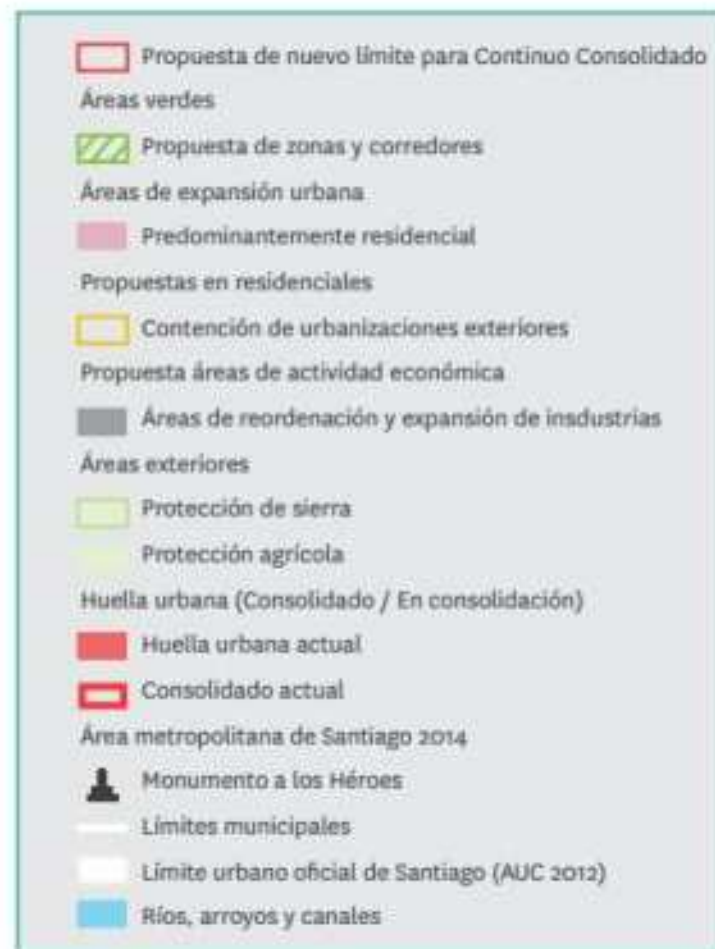 Propuesta de nuevo límite para Continuo Consolidado
Áreas verdes
Propuesta de zonas y corredores
Áreas de expansión urbana
Predominantemente residencial
Propuestas en residenciales
Contención de urbanizaciones exteriores
Propuesta áreas de actividad económica
Áreas de reordenación y expansión de insdustrias
Áreas exteriores
Protección de sierra
Protección agrícola
Huella urbana (Consolidado / En consolidación)
Huella urbana actual
Consolidado actual
Área metropolitana de Santiago 2014
Monumento a los Héroes
Límites municipales
Límite urbano oficial de Santiago (AUC 2012)
Ríos, arroyos y canales